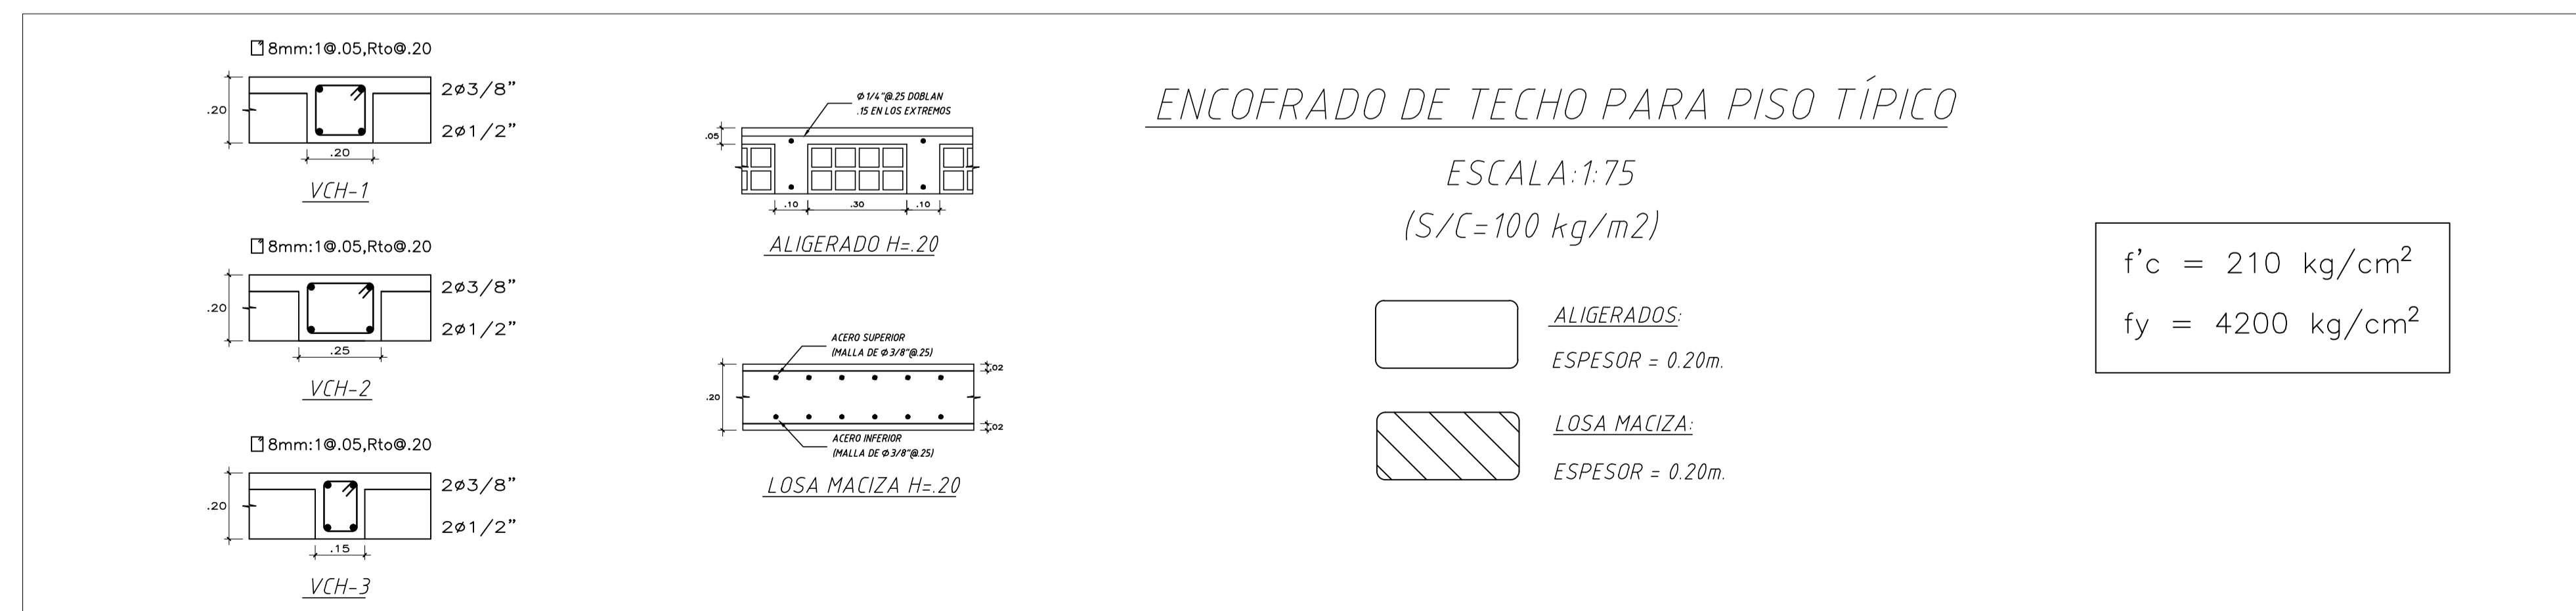 8mm:1@.05,Rto@.20
2ø3/8"
.20
2ø1/2"
.20
VCH-1
8mm:1@.05,Rto@.20
2ø3/8"
.20
2ø1/2"
.25
VCH-2
8mm:1@.05,Rto@.20
2ø3/8"
.20
2ø1/2"
.15
VCH-3
Ø 1/4"@.25 DOBLAN
.15 EN LOS EXTREMOS
.05
.10
.30
.10
ALIGERADO H=.20
ACERO SUPERIOR
(MALLA DE Ø 3/8"@.25)
.02
.20
.02
ACERO INFERIOR
(MALLA DE Ø 3/8"@.25)
LOSA MACIZA H=.20
ENCOFRADO DE TECHO PARA PISO TÍPICO
ESCALA:1:75
(S/C=100 kg/m2)
ALIGERADOS:
ESPESOR = 0.20m.
LOSA MACIZA:
ESPESOR = 0.20m.
f'c = 210 kg/cm²
fy = 4200 kg/cm²